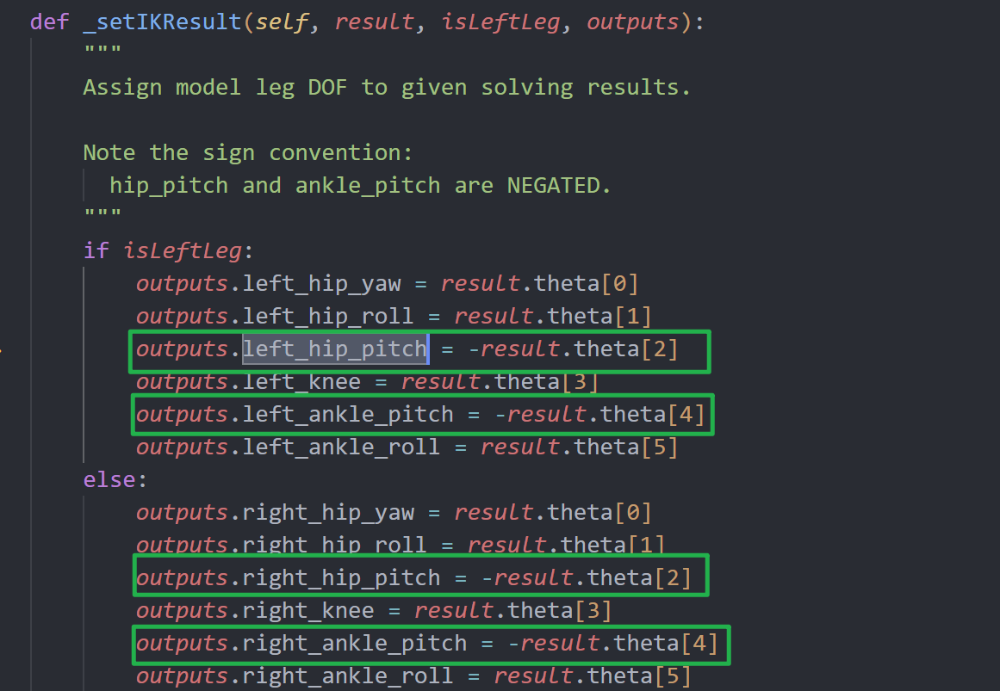 def _setIKResult(self, result, isLeftLeg, outputs):
"""
Assign model leg DOF to given solving results.
Note the sign convention:
hip_pitch and ankle_pitch are NEGATED.
"""
if isLeftLeg:
outputs.left_hip_yaw = result.theta[0]
outputs.left_hip_roll = result.theta[1]
outputs.left_hip_pitch = -result.theta[2]
outputs.left_knee = result.theta[3]
outputs.left_ankle_pitch = -result.theta[4]
outputs.left_ankle_roll = result.theta[5]
else:
outputs.right_hip_yaw = result.theta[0]
outputs.right_hip_roll = result.theta[1]
outputs.right_hip_pitch = -result.theta[2]
outputs.right_knee = result.theta[3]
outputs.right_ankle_pitch = -result.theta[4]
outputs.right_ankle_roll = result.theta[5]